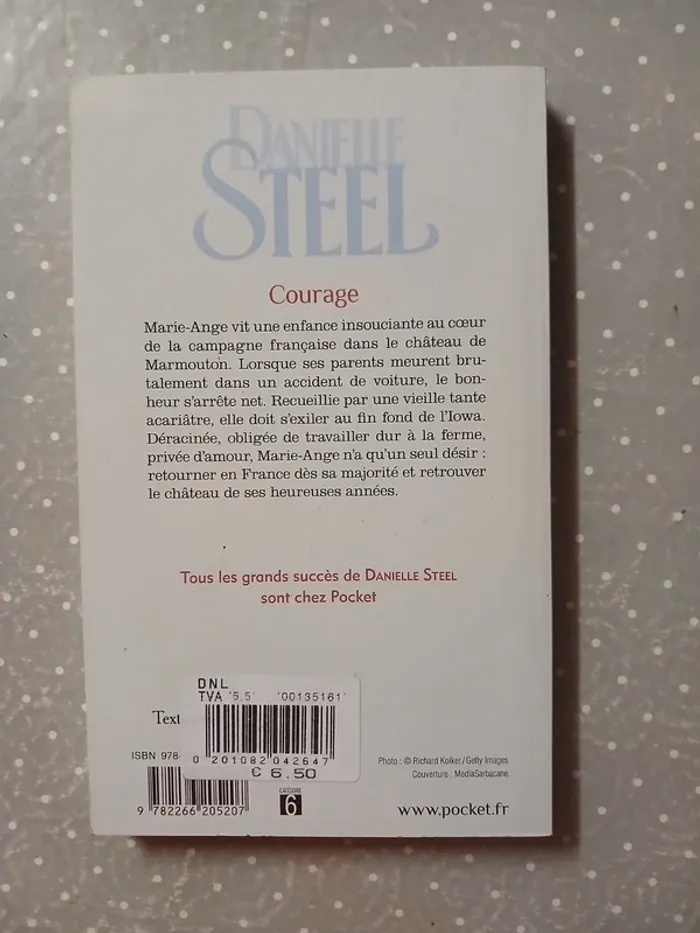 DANIELLE
STEEL
Courage
Marie-Ange vit une enfance insouciante au cœur
de la campagne française dans le château de
Marmouton. Lorsque ses parents meurent bru-
talement dans un accident de voiture, le bon-
heur s'arrête net. Recueillie par une vieille tante
acariâtre, elle doit s'exiler au fin fond de l'Iowa.
Déracinée, obligée de travailler dur à la ferme,
privée d'amour, Marie-Ange n'a qu'un seul désir :
retourner en France dès sa majorité et retrouver
le château de ses heureuses années.
Tous les grands succès de DANIELLE STEEL
sont chez Pocket
DNL
TVA '5.5' '00135161'
Text
0 201082 042647
€ 6.50
ISBN 978-
9 782266 205207
CATÉGORIE
6
Photo : © Richard Kolker / Getty Images.
Couverture : MediaSarbacane.
www.pocket.fr